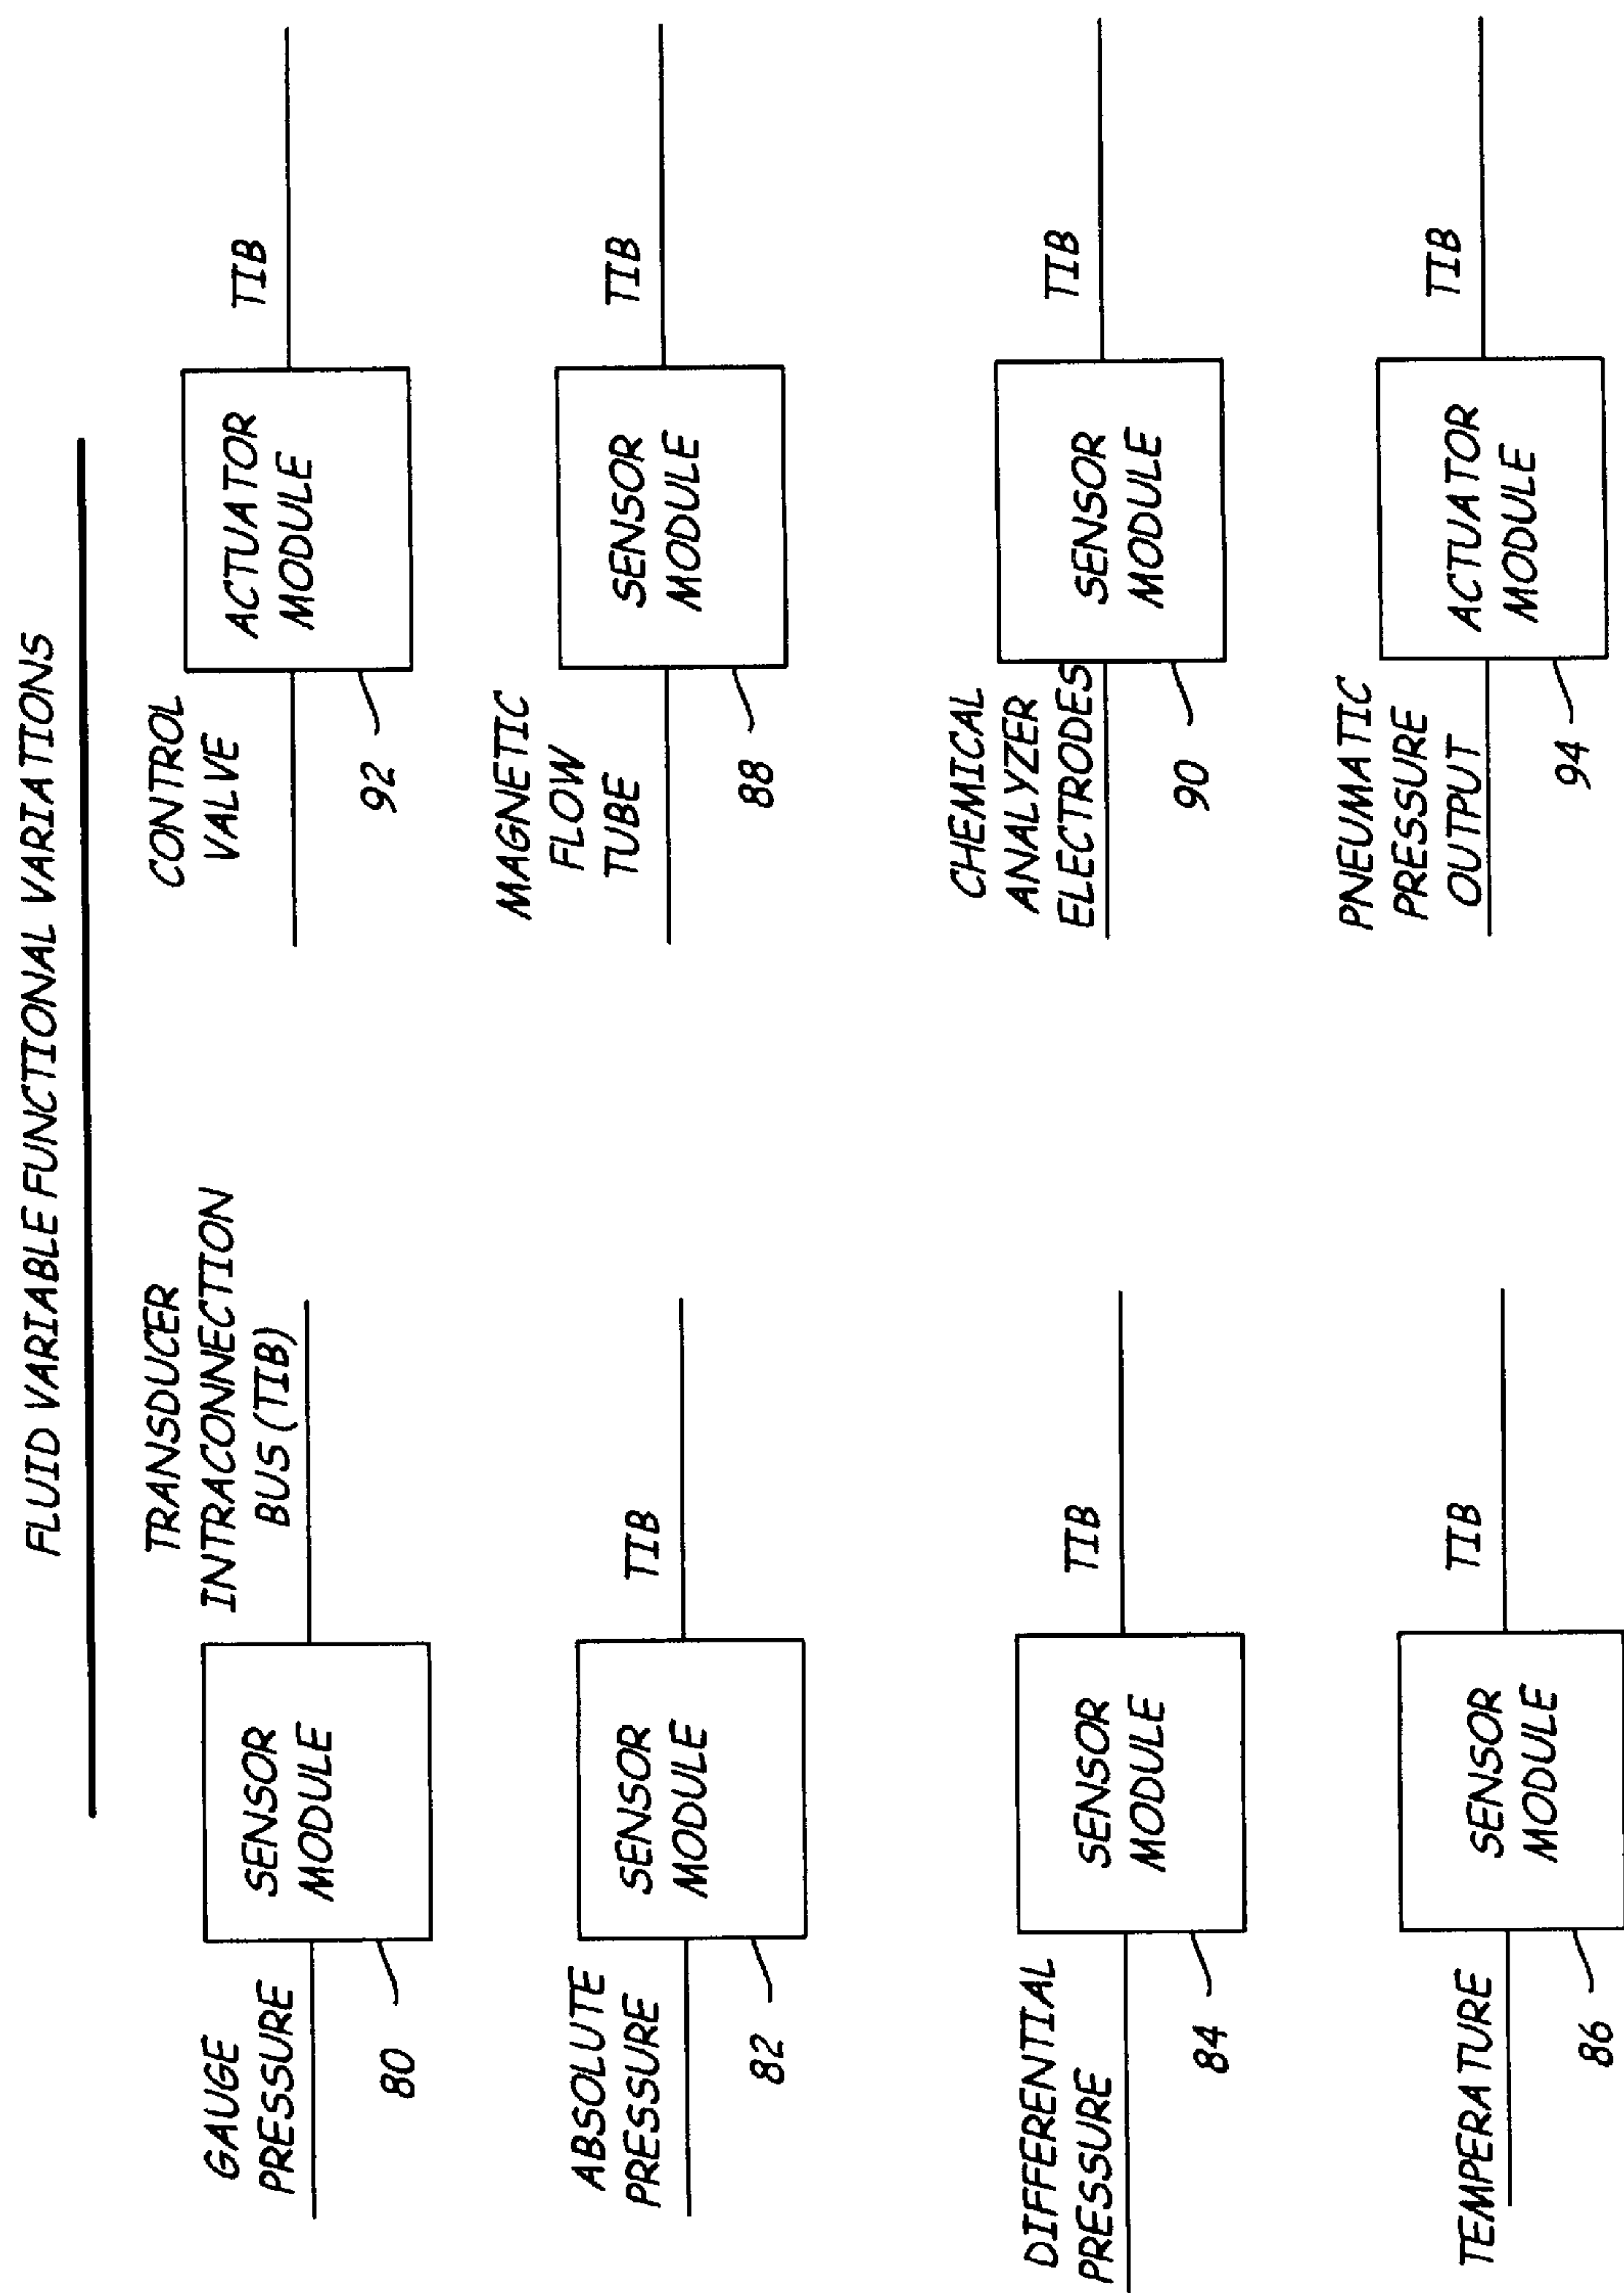 FLUID VARIABLE FUNCTIONAL VARIATIONS
GAUGE
PRESSURE
80
SENSOR
MODULE
TRANSDUCER
INTRACONNECTION
BUS (TIB)
CONTROL
VALVE
92
ACTUATOR
MODULE
TIB
ABSOLUTE
PRESSURE
82
SENSOR
MODULE
TIB
MAGNETIC
FLOW
TUBE
88
SENSOR
MODULE
TIB
DIFFERENTIAL
PRESSURE
84
SENSOR
MODULE
TIB
CHEMICAL
ANALYZER
ELECTRODES
90
SENSOR
MODULE
TIB
TEMPERATURE
86
SENSOR
MODULE
TIB
PNEUMATIC
PRESSURE
OUTPUT
94
ACTUATOR
MODULE
TIB